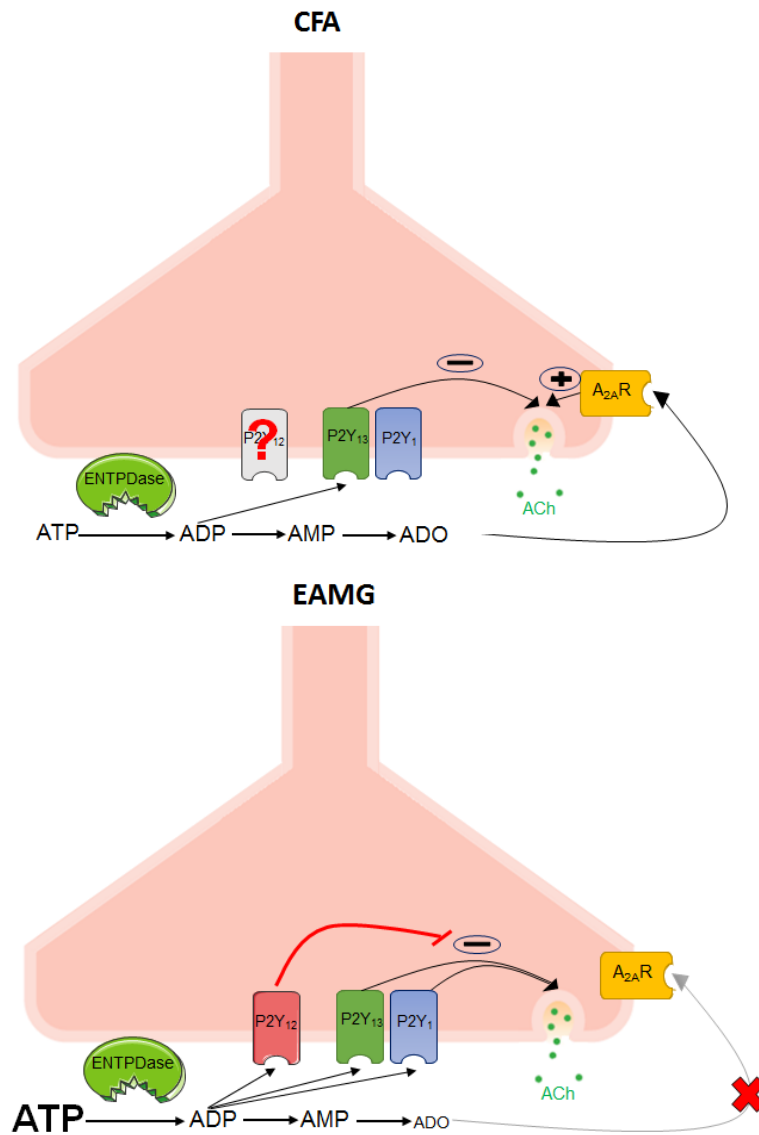 CFA
−
+
A2AR
P2Y12
?
P2Y13
P2Y1
ENTPDase
ACh
ATP ADP AMP ADO
EAMG
−
A2AR
P2Y12
P2Y13
P2Y1
ENTPDase
ACh
ATP ADP AMP ADO